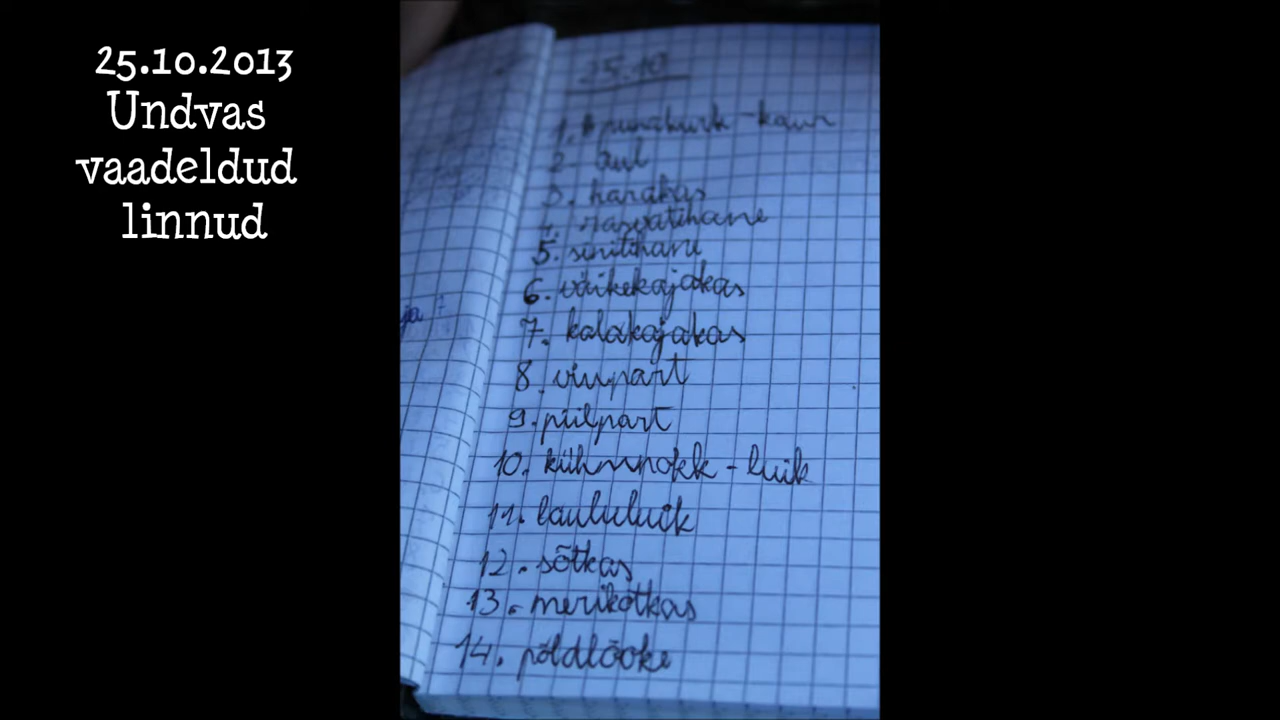 25.10.2013
Undvas
vaadeldud
linnud
25.10
1. punakurk-kaur
2. aul
3. harakas
4. rasvatihane
5. sinitihane
6. väikekajakas
7. kalakajakas
8. viupart
9. piilpart
10. kühmnokk-luik
11. laululuik
12. sõtkas
13. merikotkas
14. põldlõoke